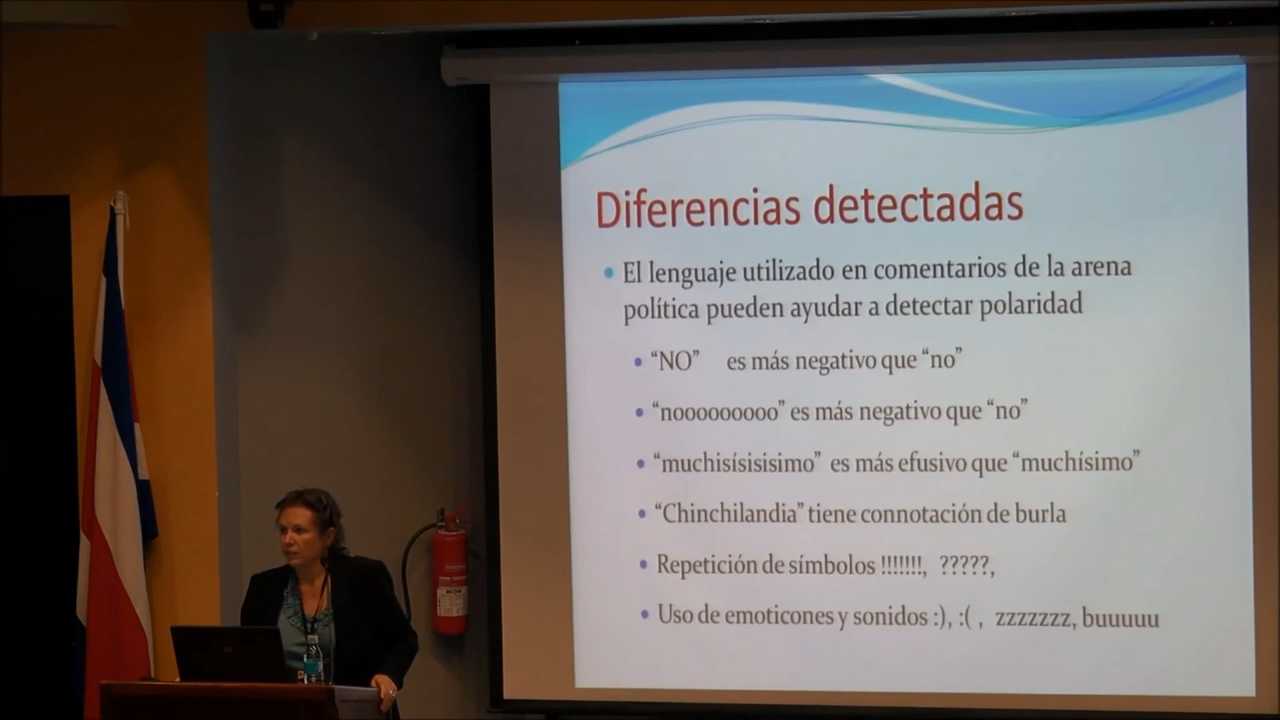 Diferencias detectadas
El lenguaje utilizado en comentarios de la arena
política pueden ayudar a detectar polaridad
“NO” es más negativo que “no”
“nooooooooo” es más negativo que “no”
“muchisísisisimo” es más efusivo que “muchísimo”
“Chinchilandia” tiene connotación de burla
Repetición de símbolos !!!!!!!, ?????,
Uso de emoticones y sonidos :), :( , zzzzzzz, buuuuu